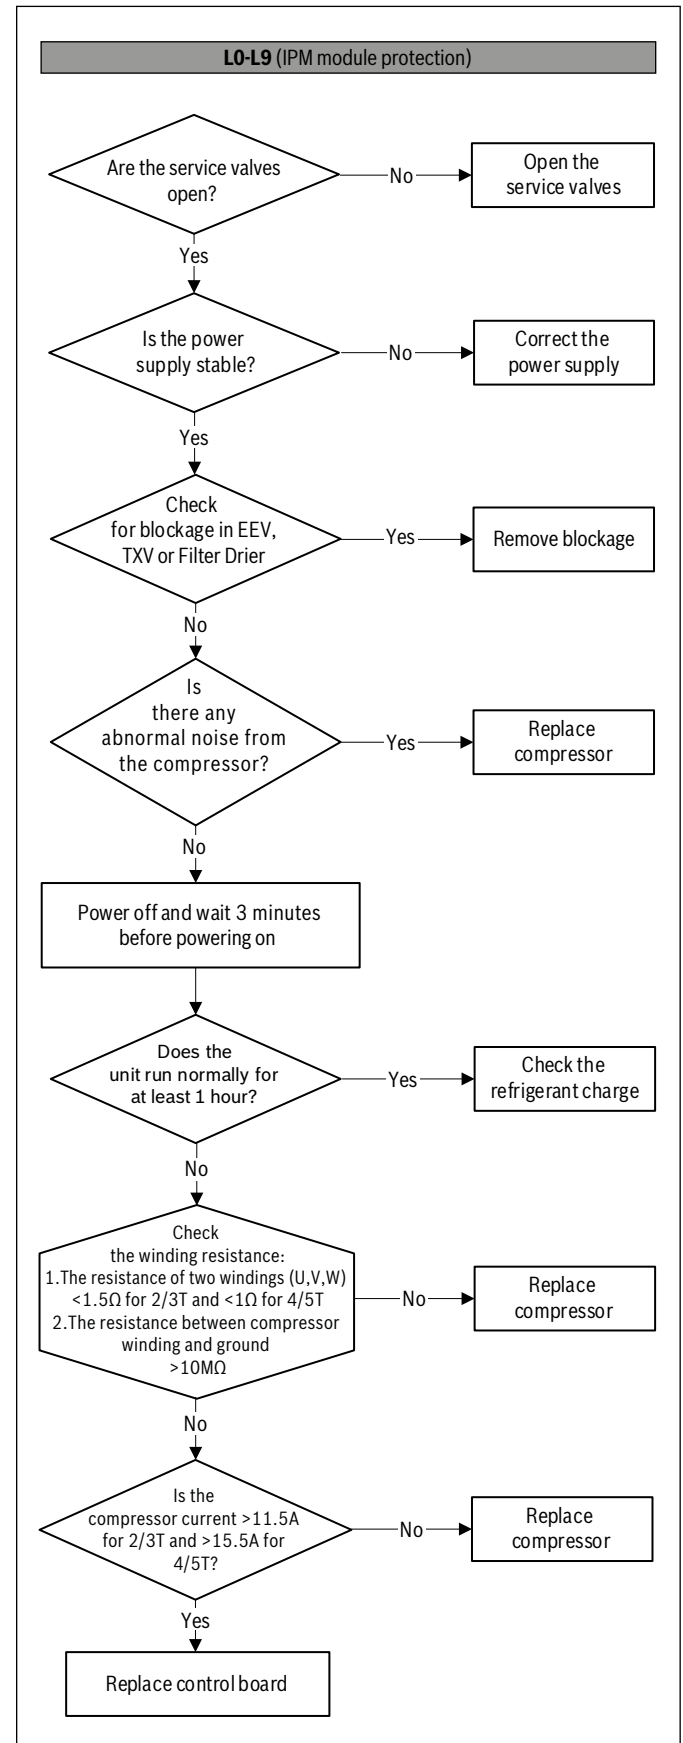 L0-L9 (IPM module protection)
Are the service valves
open?
No
Open the
service valves
Yes
Is the power
supply stable?
No
Correct the
power supply
Yes
Check
for blockage in EEV,
TXV or Filter Drier
Yes
Remove blockage
No
Is
there any
abnormal noise from
the compressor?
Yes
Replace
compressor
No
Power off and wait 3 minutes
before powering on
Does the
unit run normally for
at least 1 hour?
Yes
Check the
refrigerant charge
No
Check
the winding resistance:
1.The resistance of two windings (U,V,W)
<1.5Ω for 2/3T and <1Ω for 4/5T
2.The resistance between compressor
winding and ground
>10MΩ
No
Replace
compressor
No
Is the
compressor current >11.5A
for 2/3T and >15.5A for
4/5T?
No
Replace
compressor
Yes
Replace control board